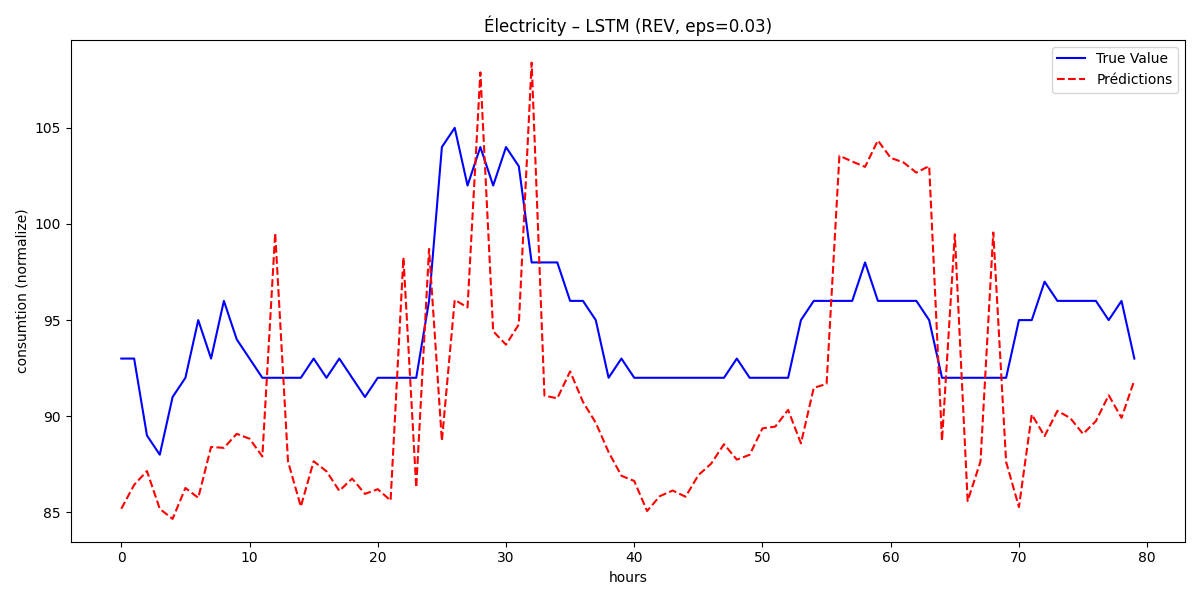 Électricity – LSTM (REV, eps=0.03)
True Value
Prédictions
consumtion (normalize)
105
100
95
90
85
0 10 20 30 40 50 60 70 80
hours